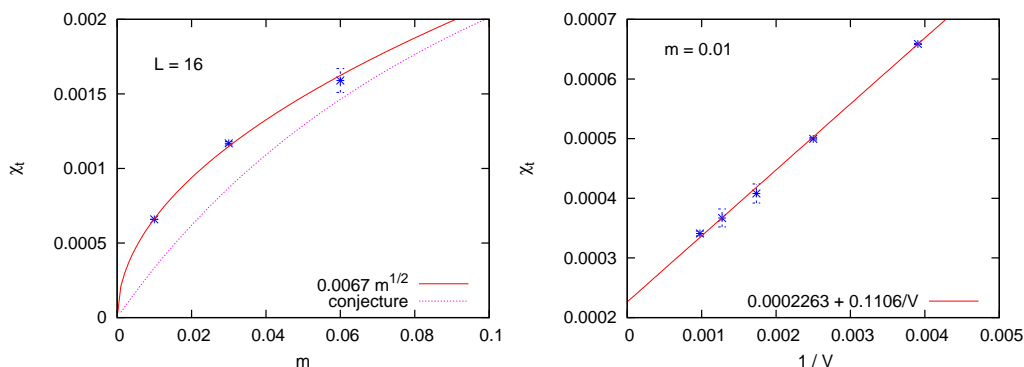 0.002
0.0015
0.001
0.0005
0
χt
L = 16
0.0067 m^1/2
conjecture
0 0.02 0.04 0.06 0.08 0.1
m
0.0007
0.0006
0.0005
0.0004
0.0003
0.0002
χt
m = 0.01
0.0002263 + 0.1106/V
0 0.001 0.002 0.003 0.004 0.005
1 / V